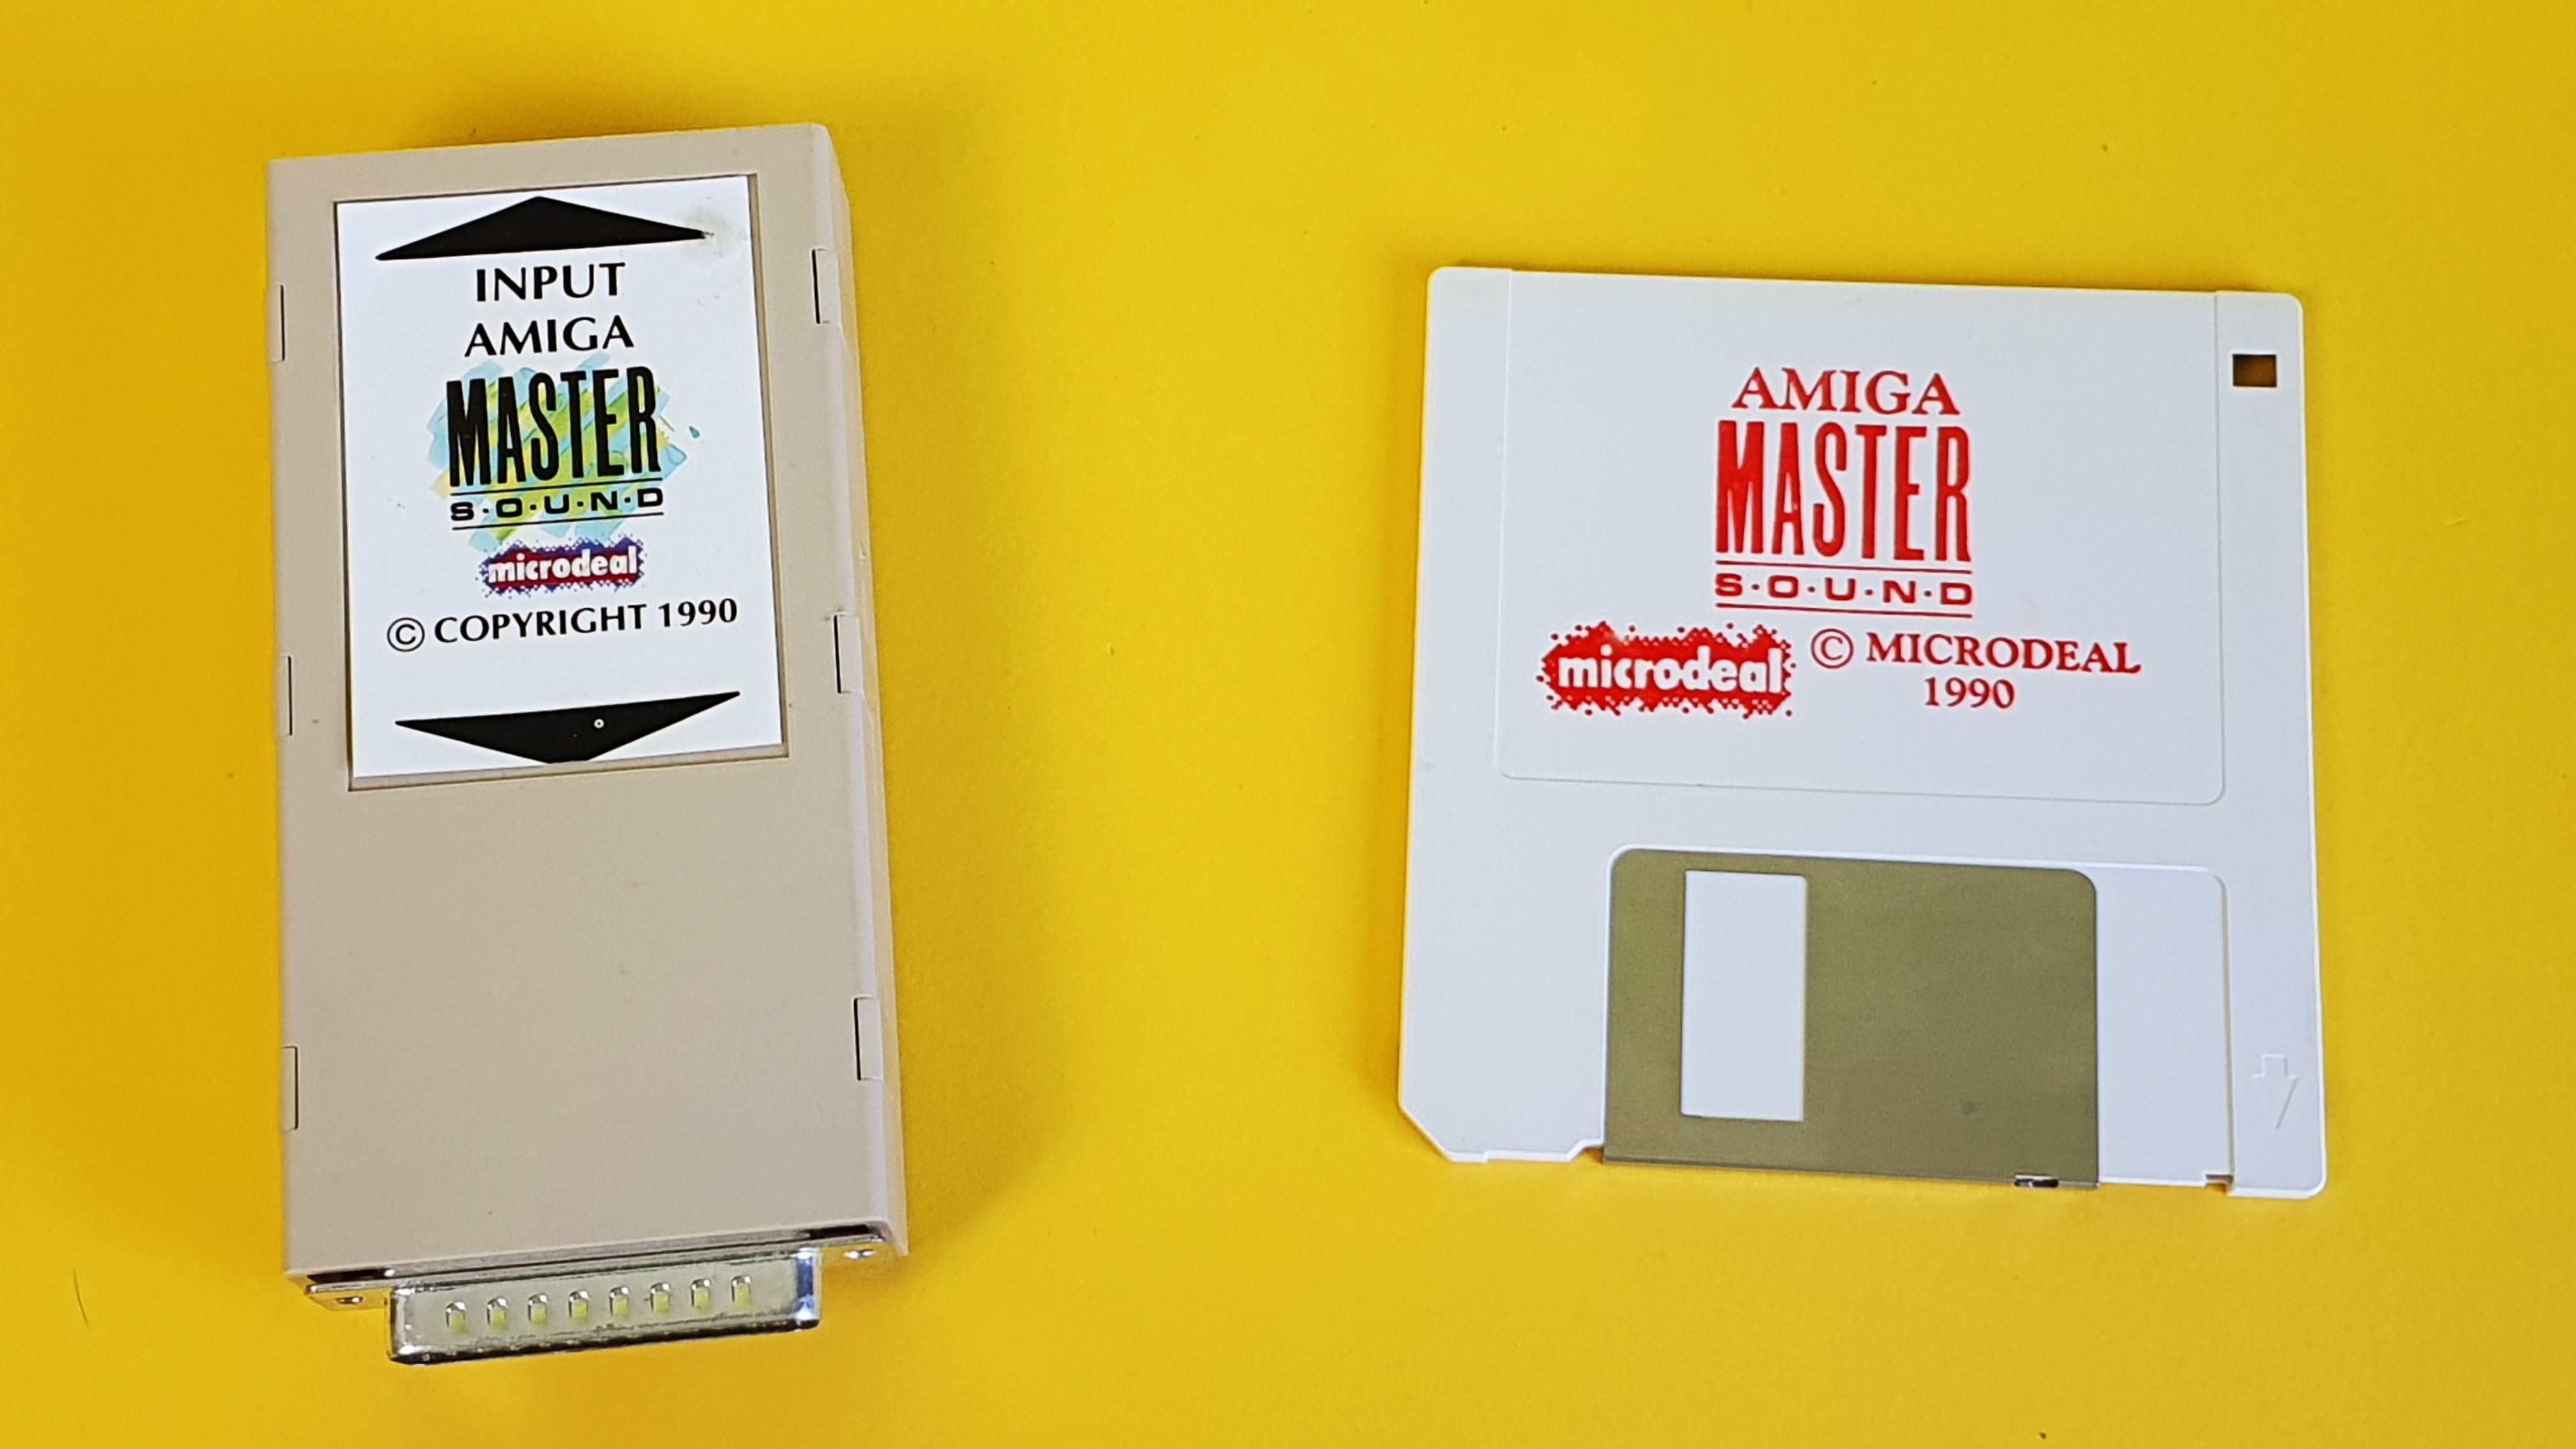 INPUT
AMIGA
MASTER
S·O·U·N·D
microdeal
© COPYRIGHT 1990
AMIGA
MASTER
S·O·U·N·D
microdeal © MICRODEAL
1990